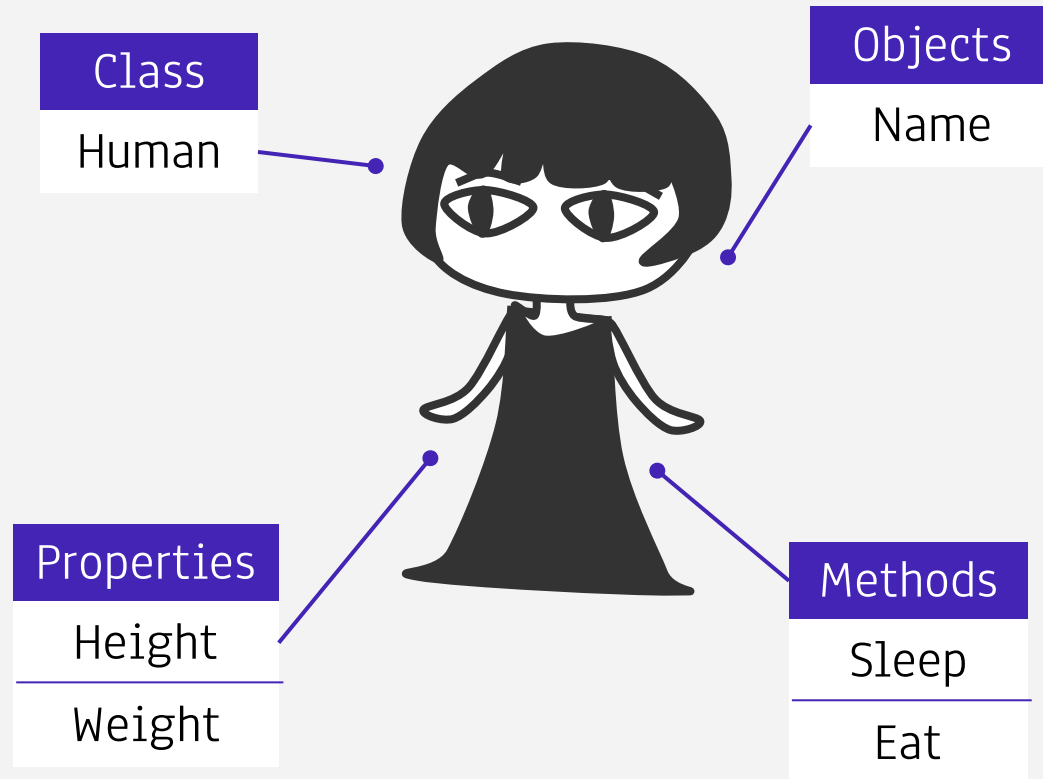 Class
Human
Objects
Name
Properties
Height
Weight
Methods
Sleep
Eat